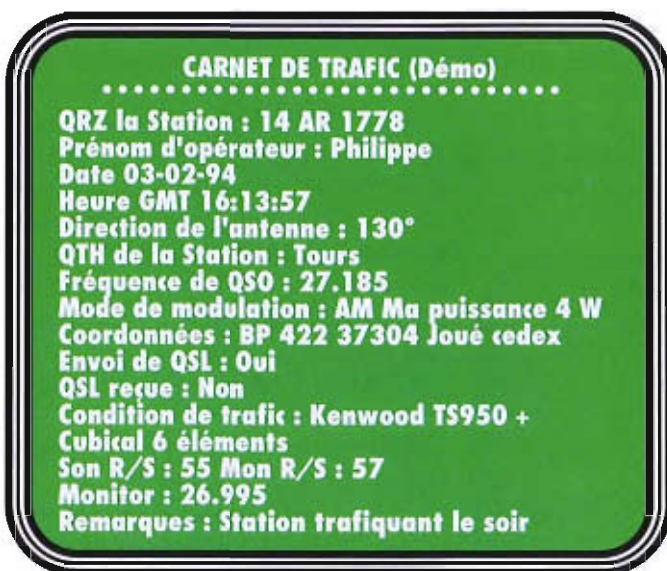 CARNET DE TRAFIC (Démo)
QRZ la Station : 14 AR 1778
Prénom d'opérateur : Philippe
Date 03-02-94
Heure GMT 16:13:57
Direction de l'antenne : 130°
QTH de la Station : Tours
Fréquence de QSO : 27.185
Mode de modulation : AM Ma puissance 4 W
Coordonnées : BP 422 37304 Joué cedex
Envoi de QSL : Oui
QSL reçue : Non
Condition de trafic : Kenwood TS950 +
Cubical 6 éléments
Son R/S : 55 Mon R/S : 57
Monitor : 26.995
Remarques : Station trafiquant le soir